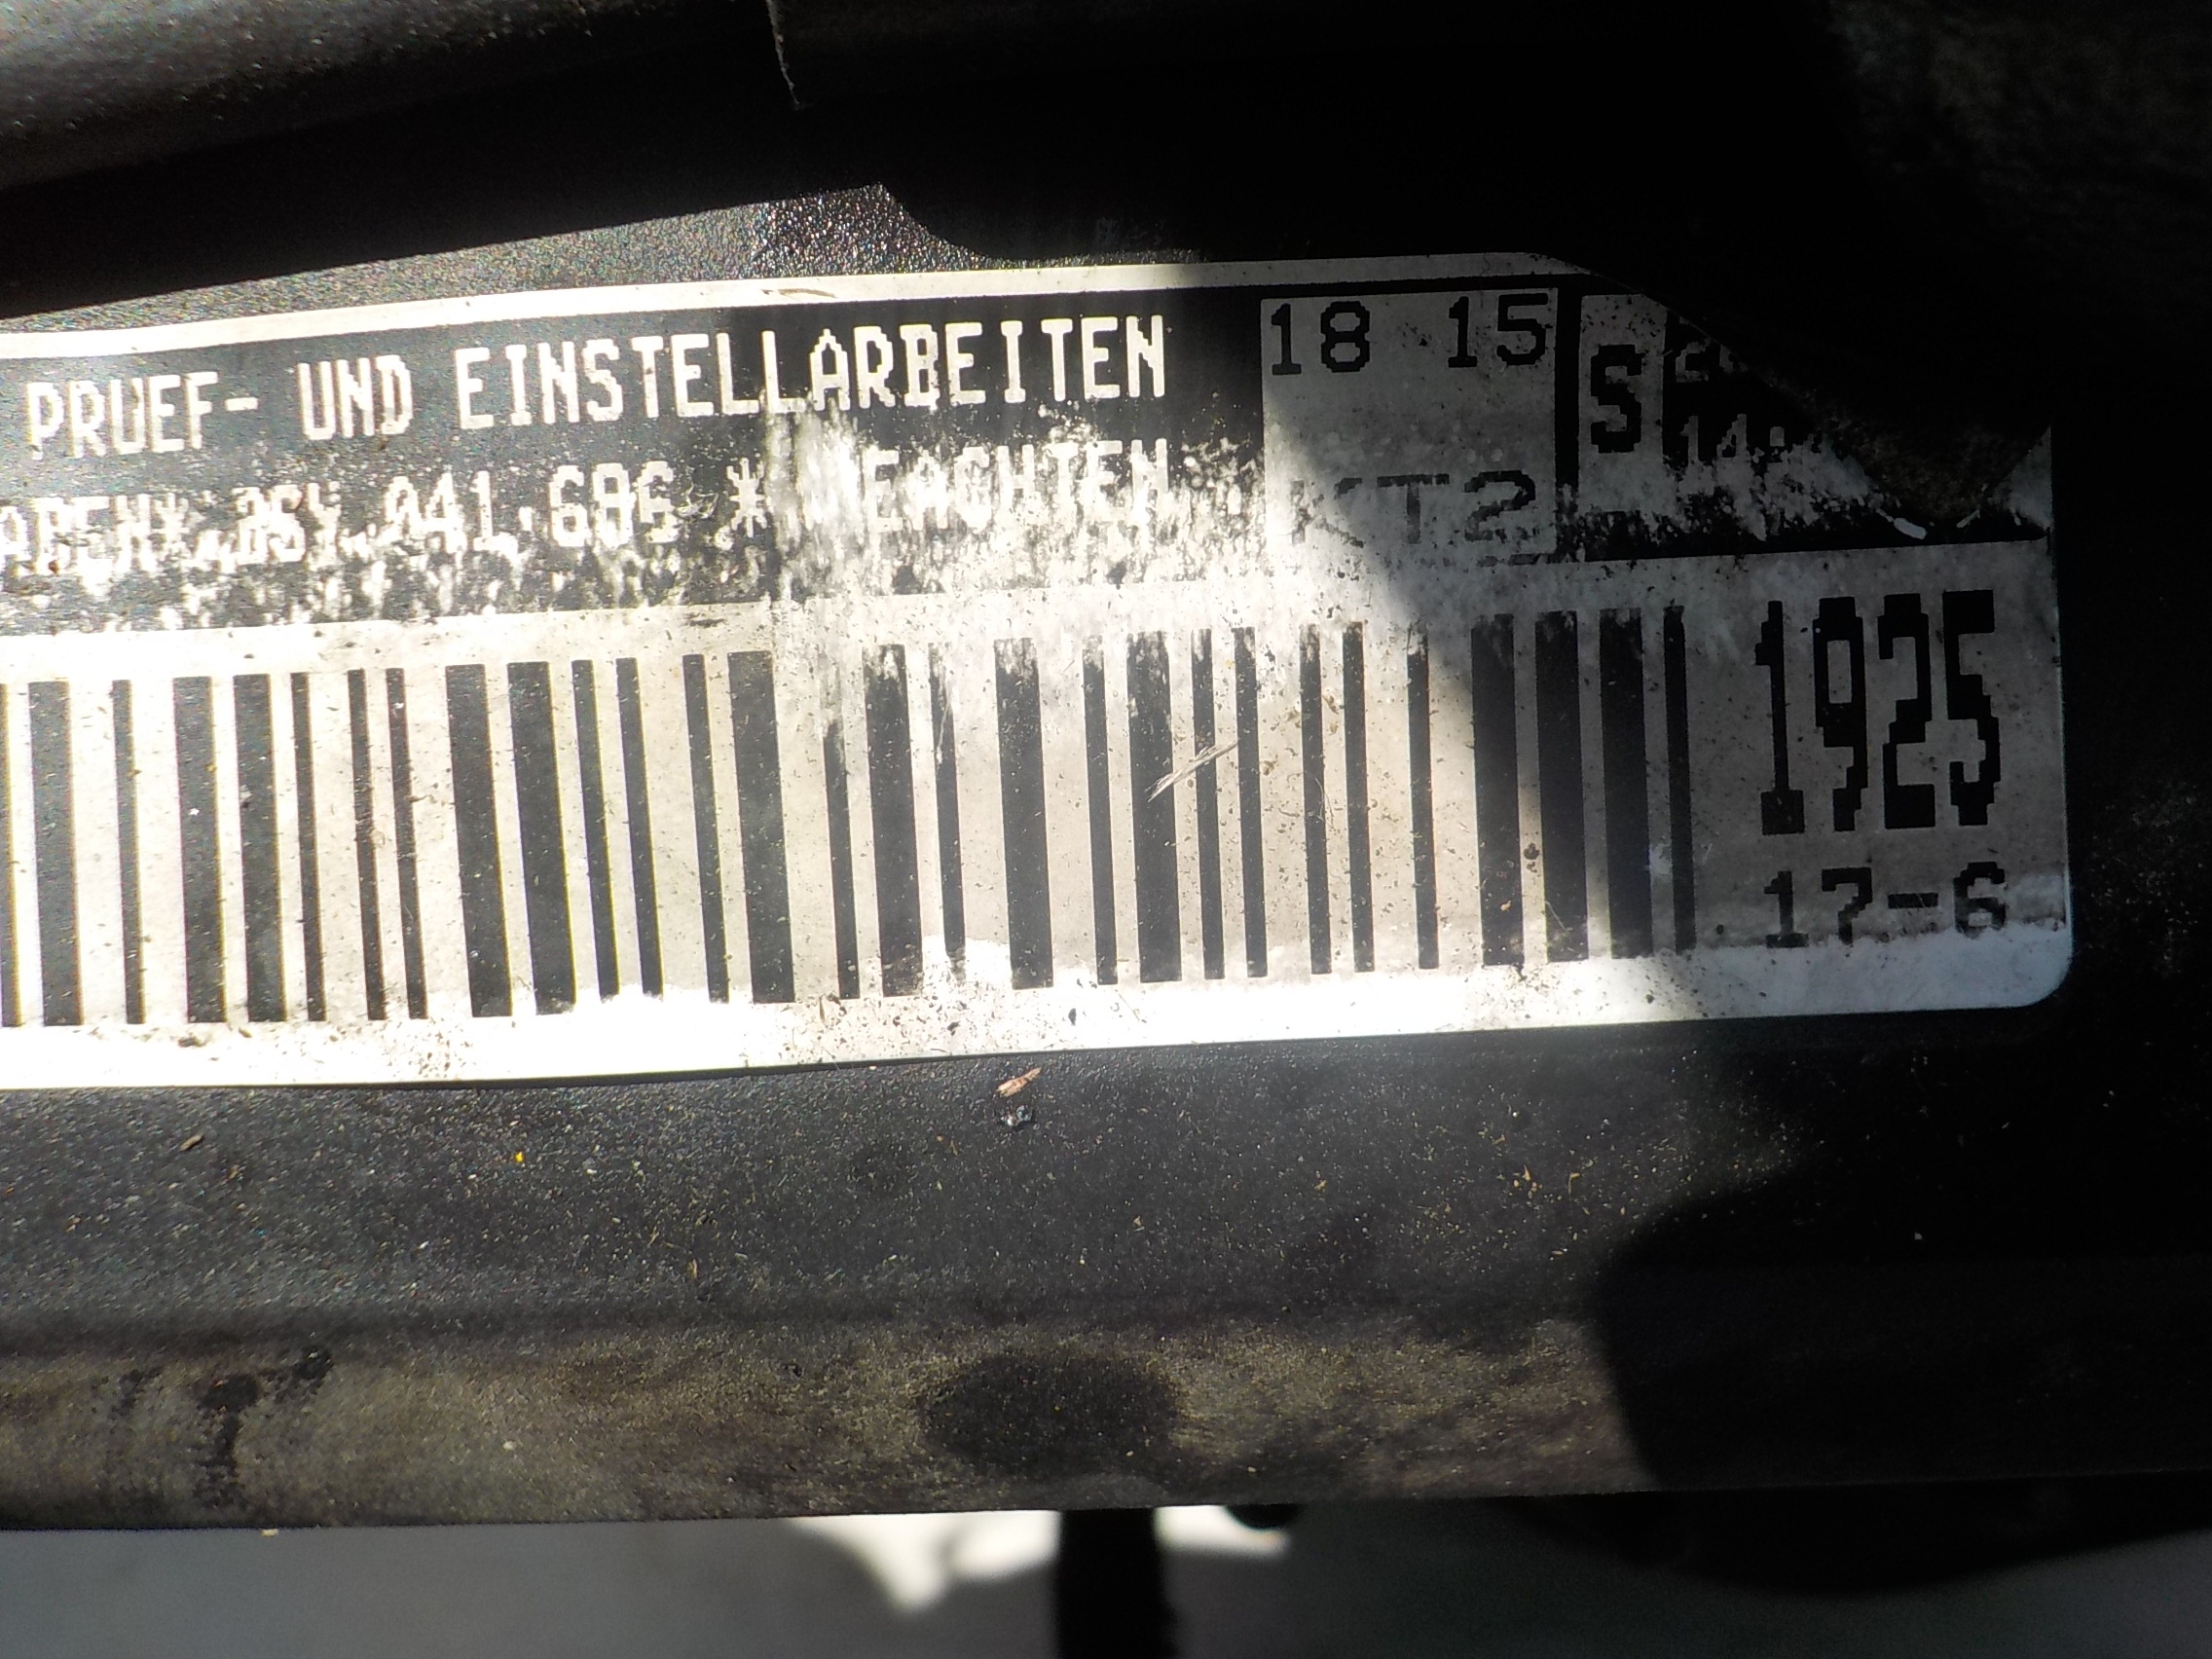 PRUEF- UND EINSTELLARBEITEN
18 15
S
041 686 *
KT2
1925
17-6